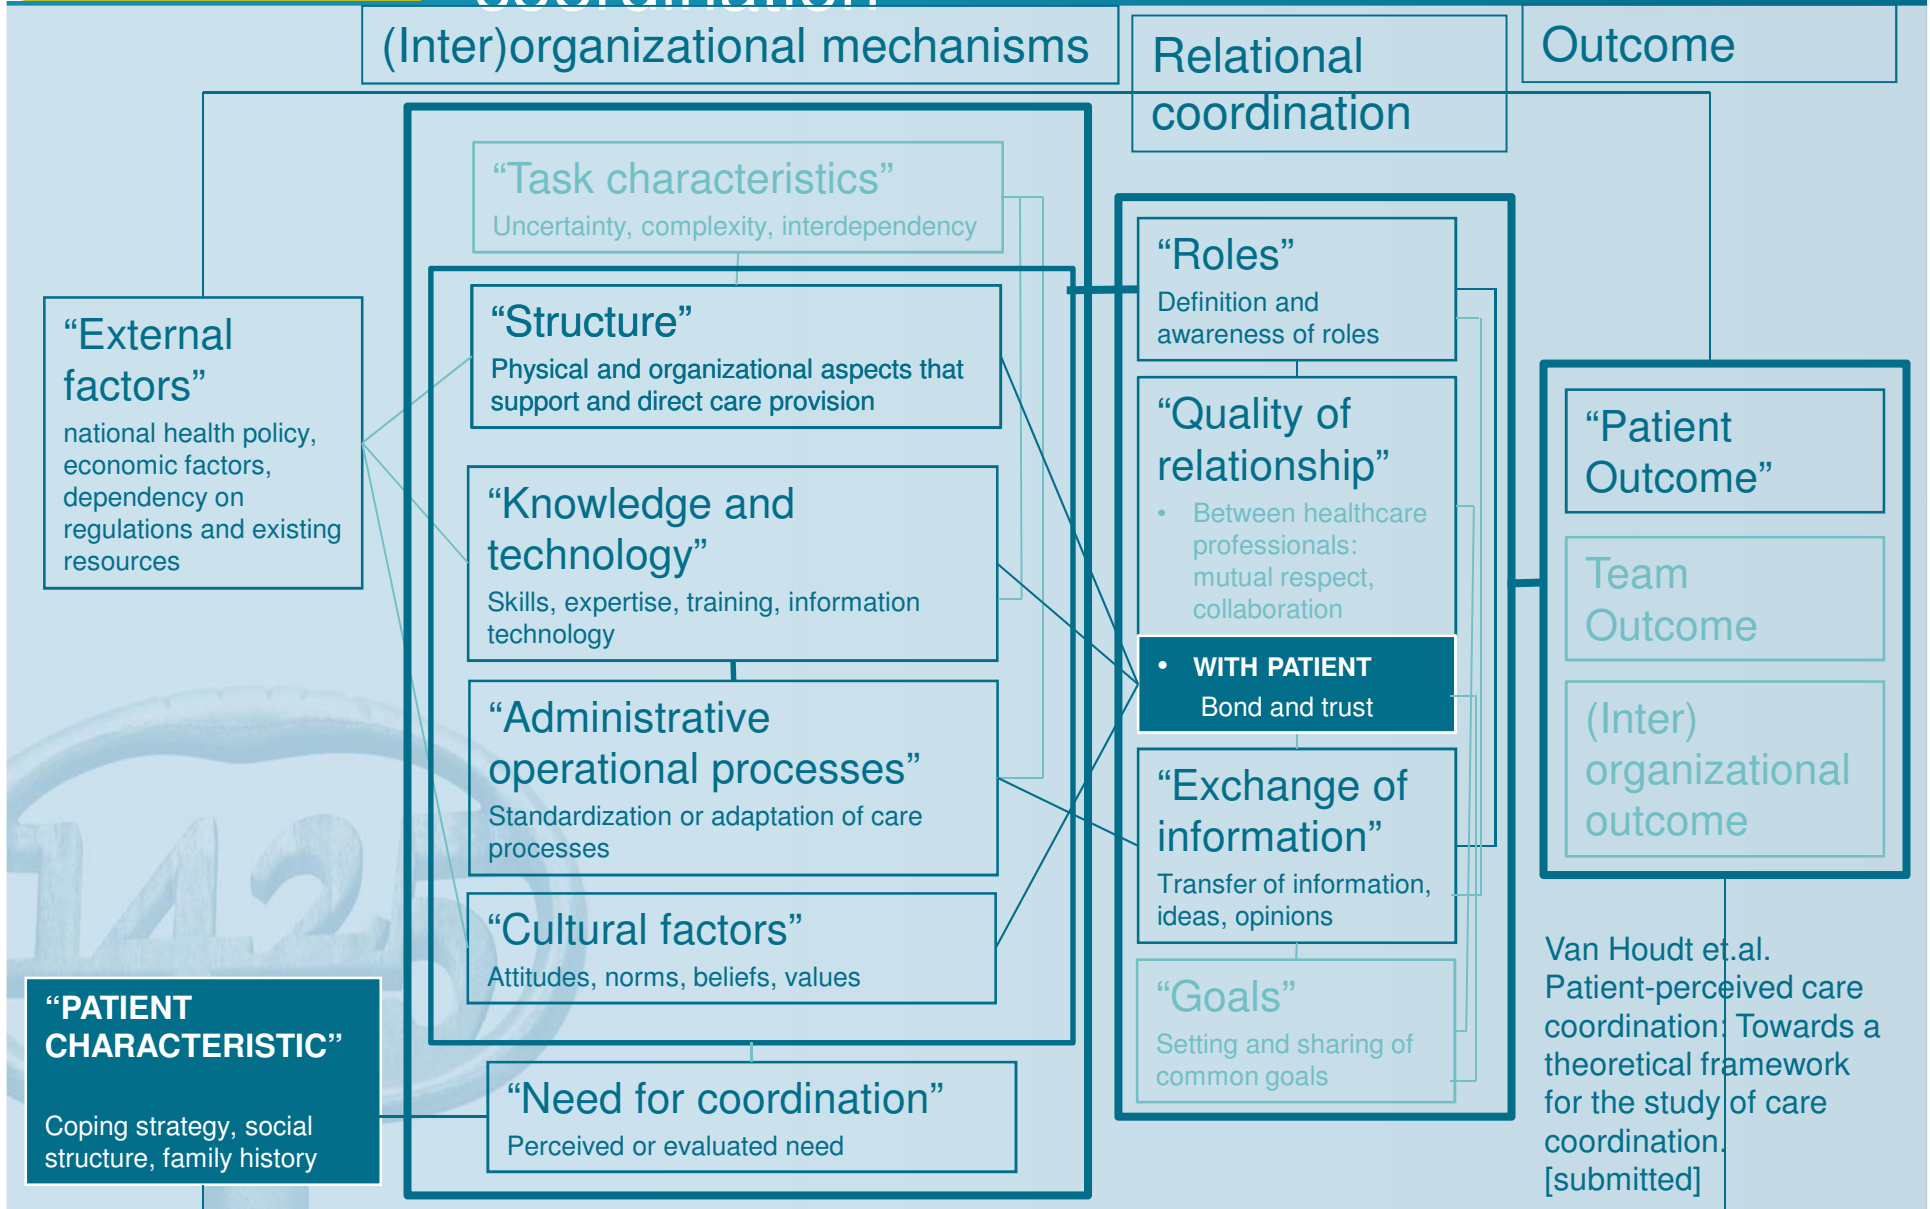 coordination
(Inter)organizational mechanisms
Relational
coordination
Outcome
“Task characteristics”
Uncertainty, complexity, interdependency
“External
factors”
national health policy,
economic factors,
dependency on
regulations and existing
resources
“Structure”
Physical and organizational aspects that
support and direct care provision
“Knowledge and
technology”
Skills, expertise, training, information
technology
“Administrative
operational processes”
Standardization or adaptation of care
processes
“Cultural factors”
Attitudes, norms, beliefs, values
“Need for coordination”
Perceived or evaluated need
“PATIENT
CHARACTERISTIC”
Coping strategy, social
structure, family history
“Roles”
Definition and
awareness of roles
“Quality of
relationship”
• Between healthcare
professionals:
mutual respect,
collaboration
• WITH PATIENT
Bond and trust
“Exchange of
information”
Transfer of information,
ideas, opinions
“Goals”
Setting and sharing of
common goals
“Patient
Outcome”
Team
Outcome
(Inter)
organizational
outcome
Van Houdt et.al.
Patient-perceived care
coordination: Towards a
theoretical framework
for the study of care
coordination.
[submitted]
1425